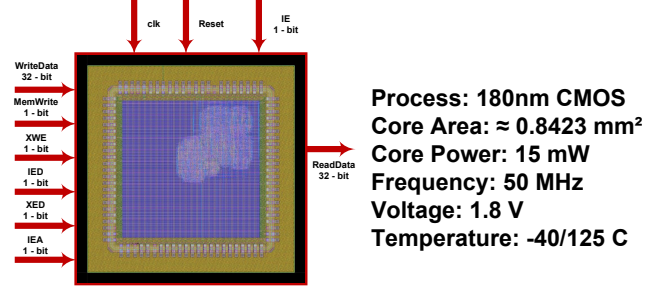 clk
Reset
IE
1 - bit
WriteData
32 - bit
MemWrite
1 - bit
XWE
1 - bit
IED
1 - bit
XED
1 - bit
IEA
1 - bit
ReadData
32 - bit
Process: 180nm CMOS
Core Area: ≈ 0.8423 mm²
Core Power: 15 mW
Frequency: 50 MHz
Voltage: 1.8 V
Temperature: -40/125 C